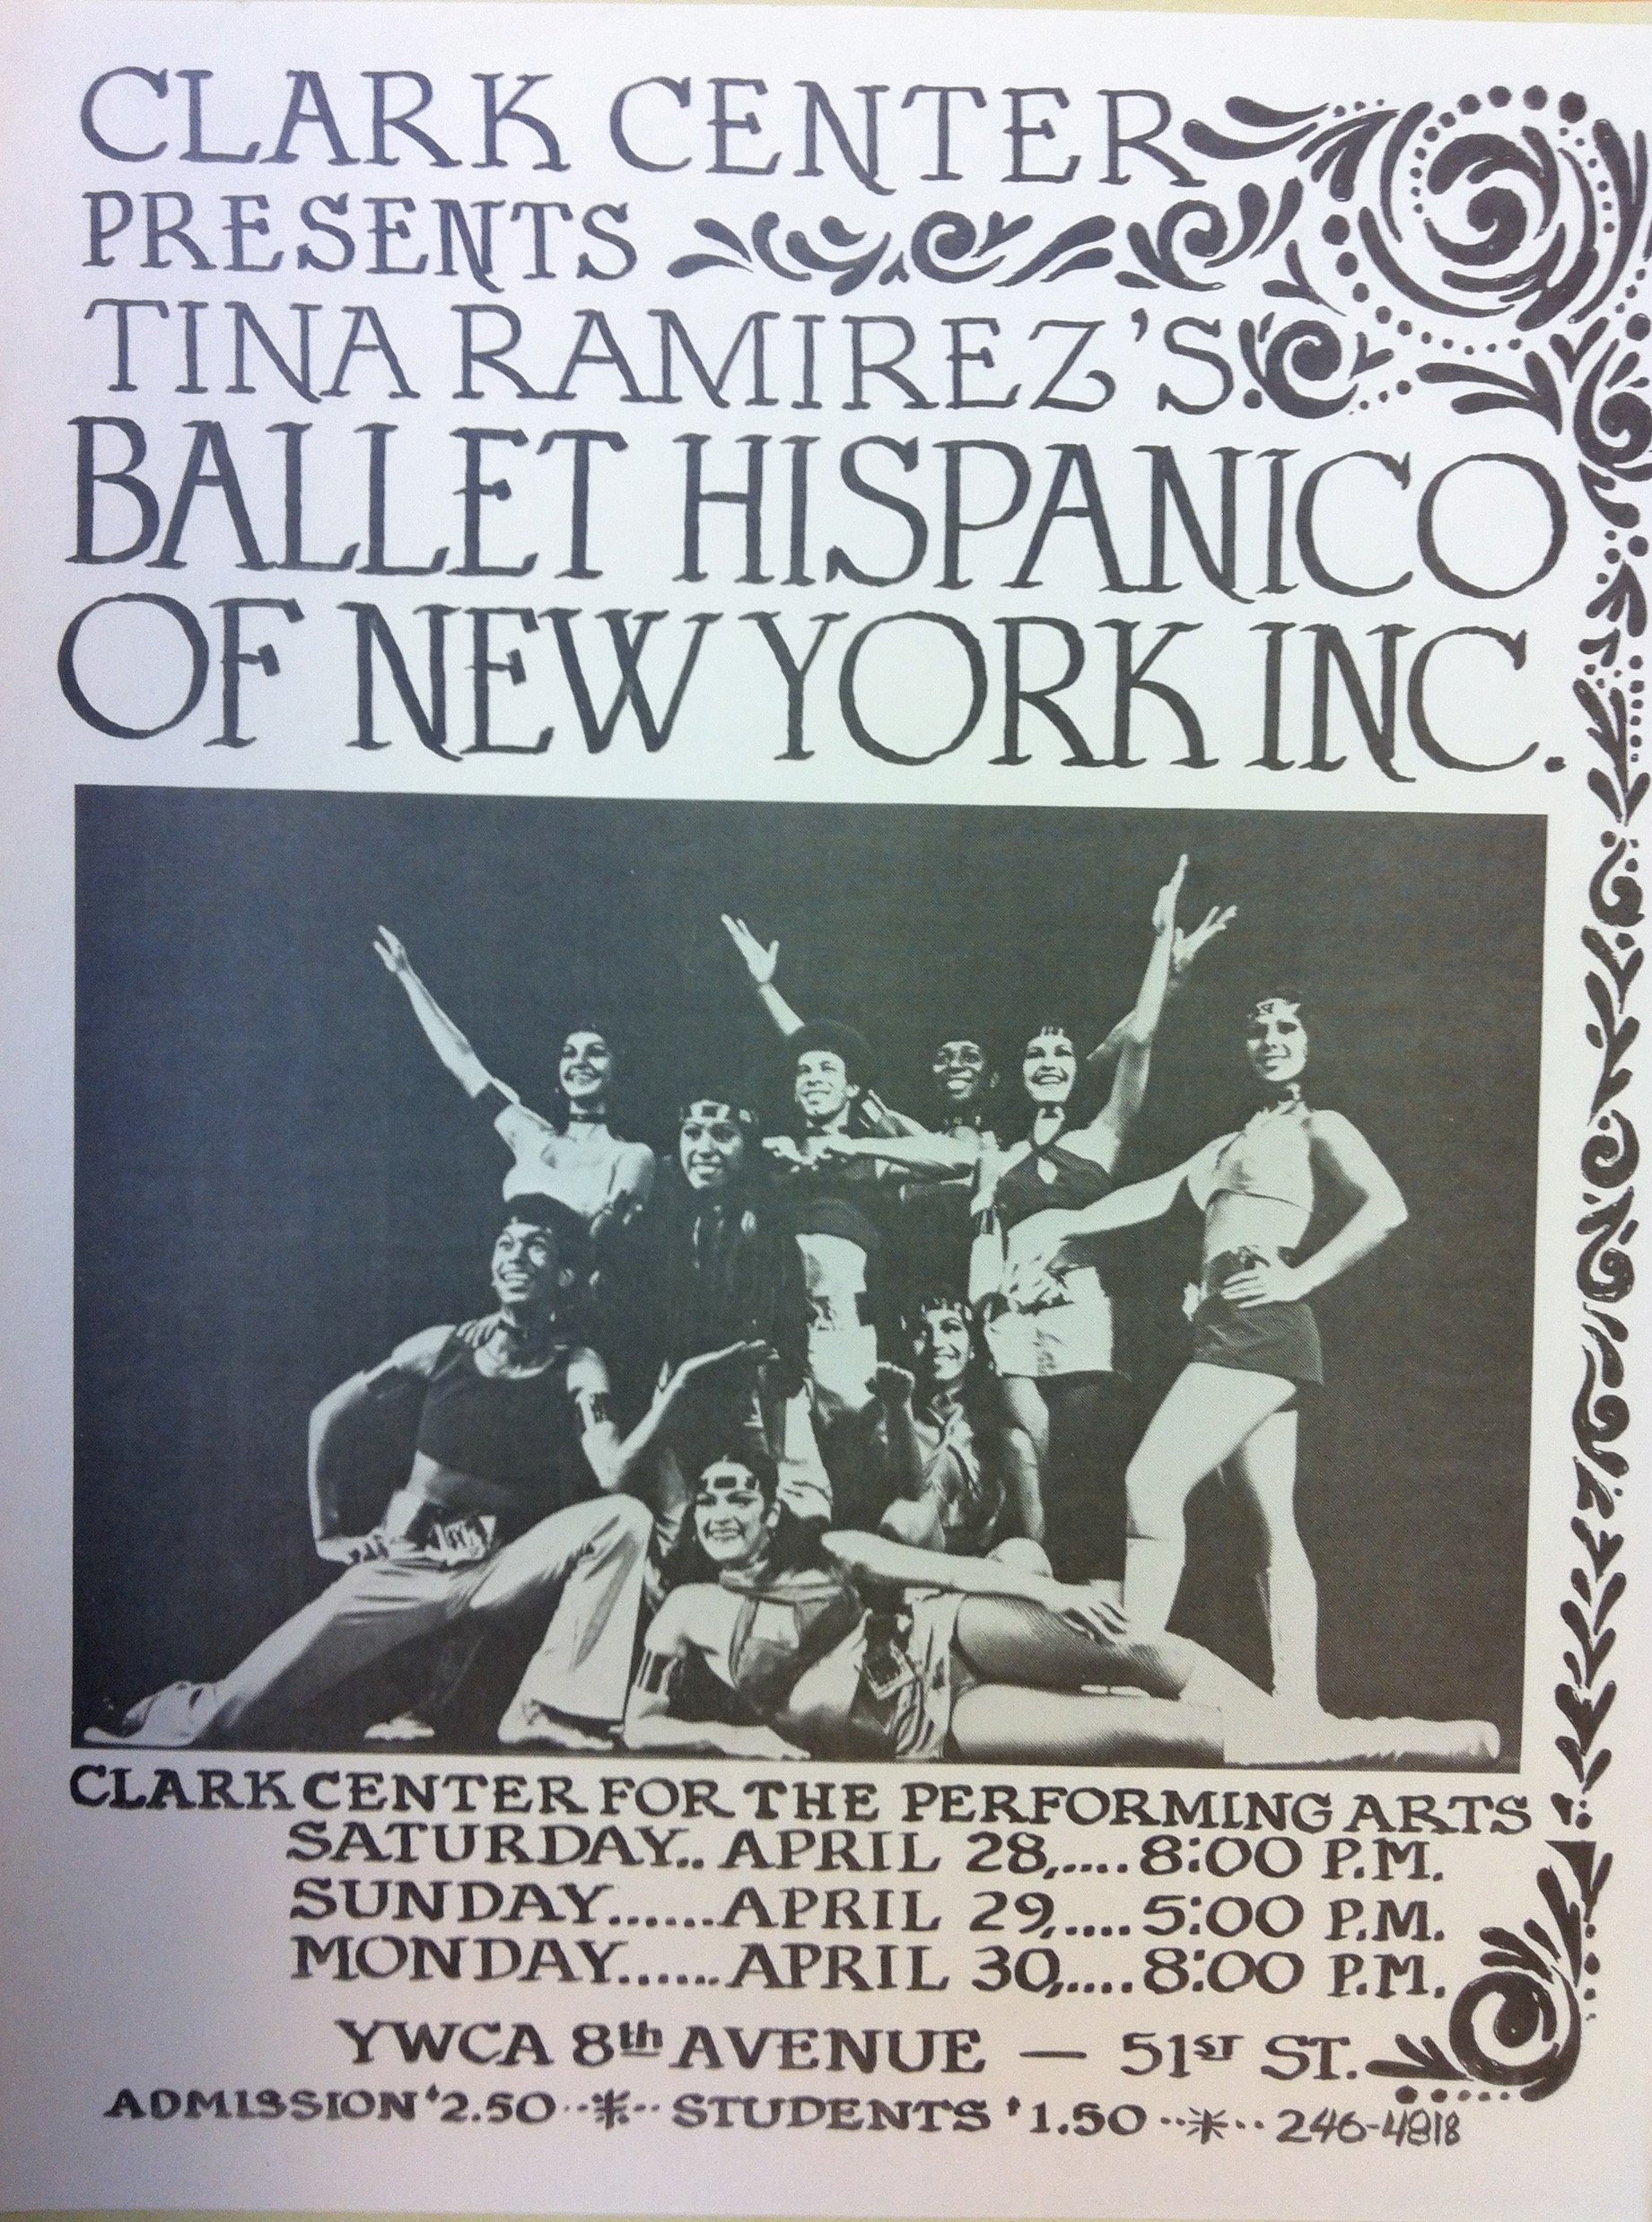 CLARK CENTER
PRESENTS
TINA RAMIREZ'S
BALLET HISPANICO
OF NEW YORK INC.
CLARK CENTER FOR THE PERFORMING ARTS
SATURDAY.. APRIL 28,.....8:00 P.M.
SUNDAY......APRIL 29,.....5:00 P.M.
MONDAY......APRIL 30,.....8:00 P.M.
YWCA 8th AVENUE — 51ST ST.
ADMISSION $2.50 ··*·· STUDENTS $1.50 ··*·· 246-4818